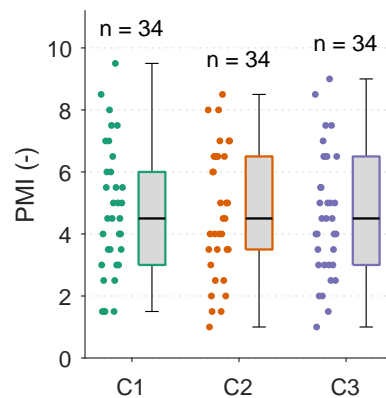 n = 34
n = 34
n = 34
PMI (-)
10
8
6
4
2
0
C1
C2
C3